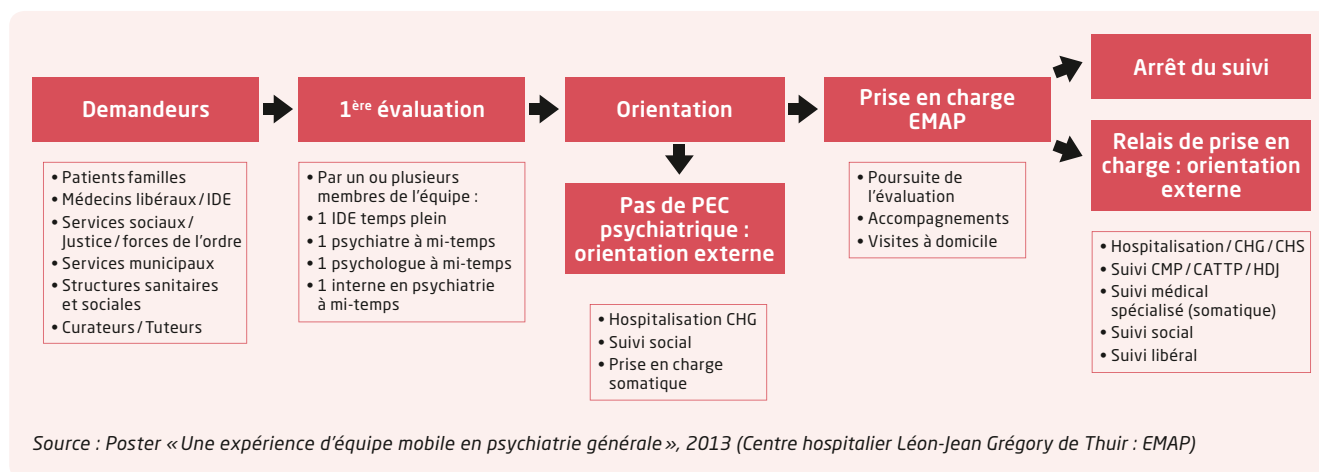 Demandeurs
• Patients familles
• Médecins libéraux / IDE
• Services sociaux /
Justice / forces de l'ordre
• Services municipaux
• Structures sanitaires
et sociales
• Curateurs / Tuteurs
1ère évaluation
• Par un ou plusieurs
membres de l'équipe :
• 1 IDE temps plein
• 1 psychiatre à mi-temps
• 1 psychologue à mi-temps
• 1 interne en psychiatrie
à mi-temps
Orientation
Pas de PEC
psychiatrique :
orientation externe
• Hospitalisation CHG
• Suivi social
• Prise en charge
somatique
Prise en charge
EMAP
• Poursuite de
l'évaluation
• Accompagnements
• Visites à domicile
Arrêt du suivi
Relais de prise en
charge : orientation
externe
• Hospitalisation / CHG / CHS
• Suivi CMP / CATTP / HDJ
• Suivi médical
spécialisé (somatique)
• Suivi social
• Suivi libéral
Source : Poster « Une expérience d'équipe mobile en psychiatrie générale », 2013 (Centre hospitalier Léon-Jean Grégory de Thuir : EMAP)